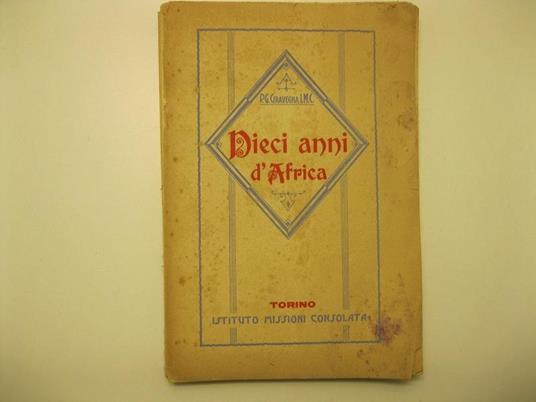 P.G. CIRAVEGNA I.M.C.
Dieci anni
d'Africa
TORINO
ISTITUTO MISSIONI CONSOLATA